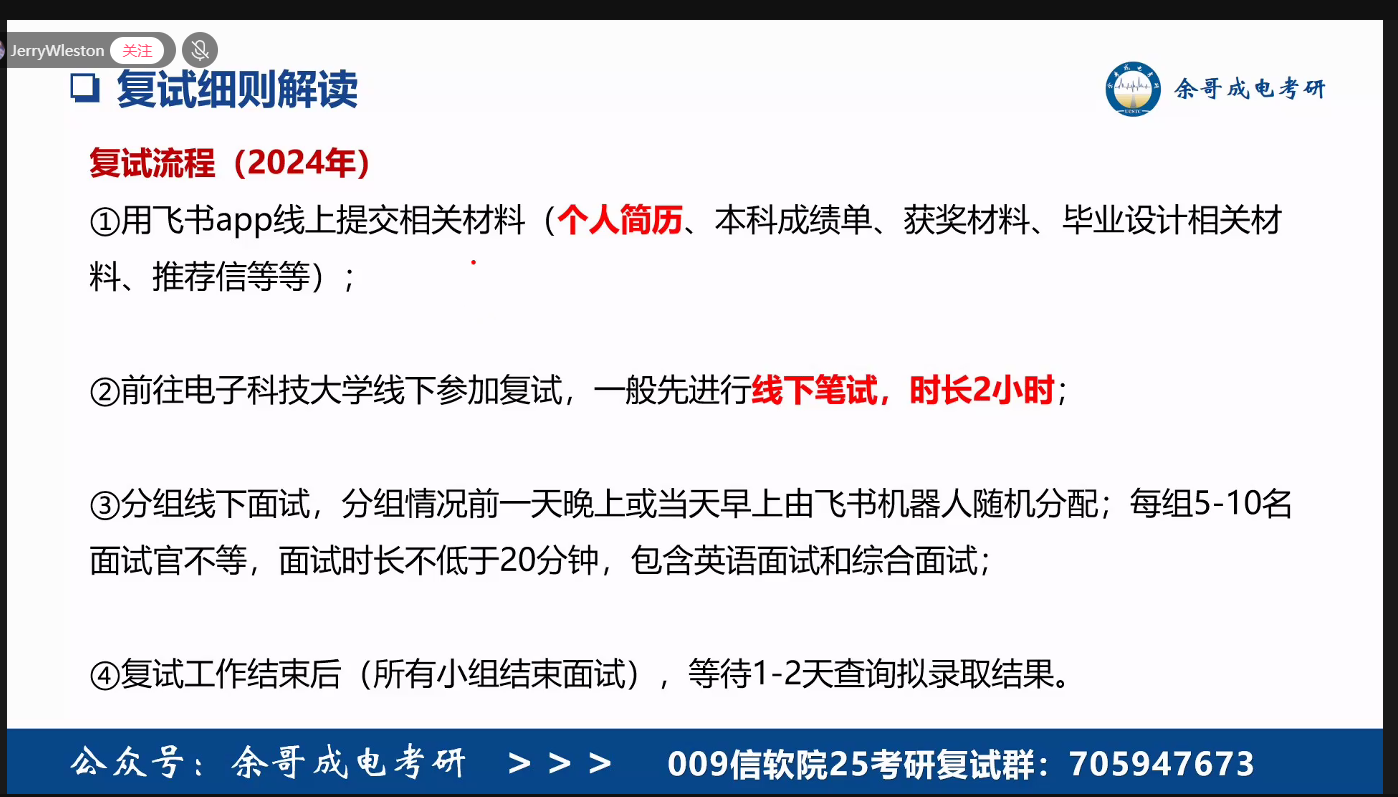 JerryWleston 关注
复试细则解读
余哥成电考研
复试流程（2024年）
①用飞书app线上提交相关材料（个人简历、本科成绩单、获奖材料、毕业设计相关材
料、推荐信等等）；
②前往电子科技大学线下参加复试，一般先进行线下笔试，时长2小时；
③分组线下面试，分组情况前一天晚上或当天早上由飞书机器人随机分配；每组5-10名
面试官不等，面试时长不低于20分钟，包含英语面试和综合面试；
④复试工作结束后（所有小组结束面试），等待1-2天查询拟录取结果。
公众号：余哥成电考研 >>> 009信软院25考研复试群：705947673